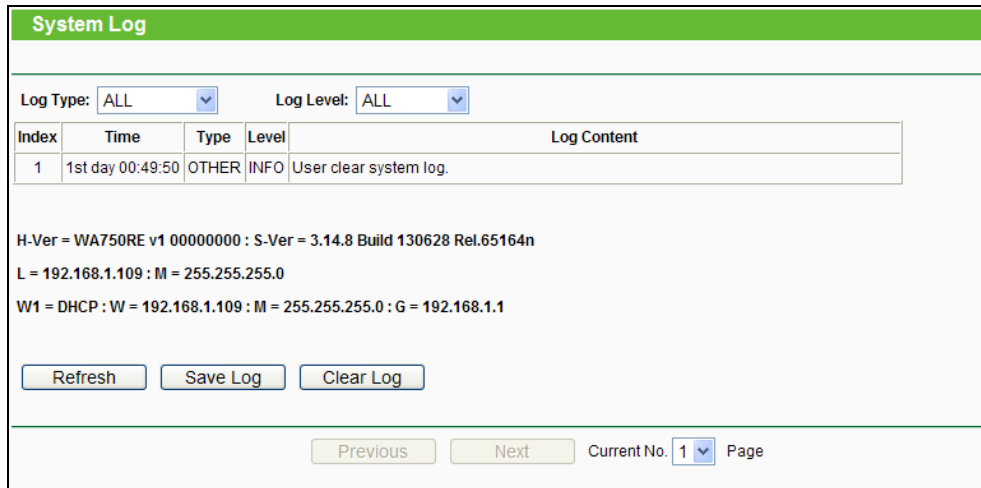 System Log
Log Type: ALL Log Level: ALL
Index Time Type Level Log Content
1 1st day 00:49:50 OTHER INFO User clear system log.
H-Ver = WA750RE v1 00000000 : S-Ver = 3.14.8 Build 130628 Rel.65164n
L = 192.168.1.109 : M = 255.255.255.0
W1 = DHCP : W = 192.168.1.109 : M = 255.255.255.0 : G = 192.168.1.1
Refresh Save Log Clear Log
Previous Next Current No. 1 Page